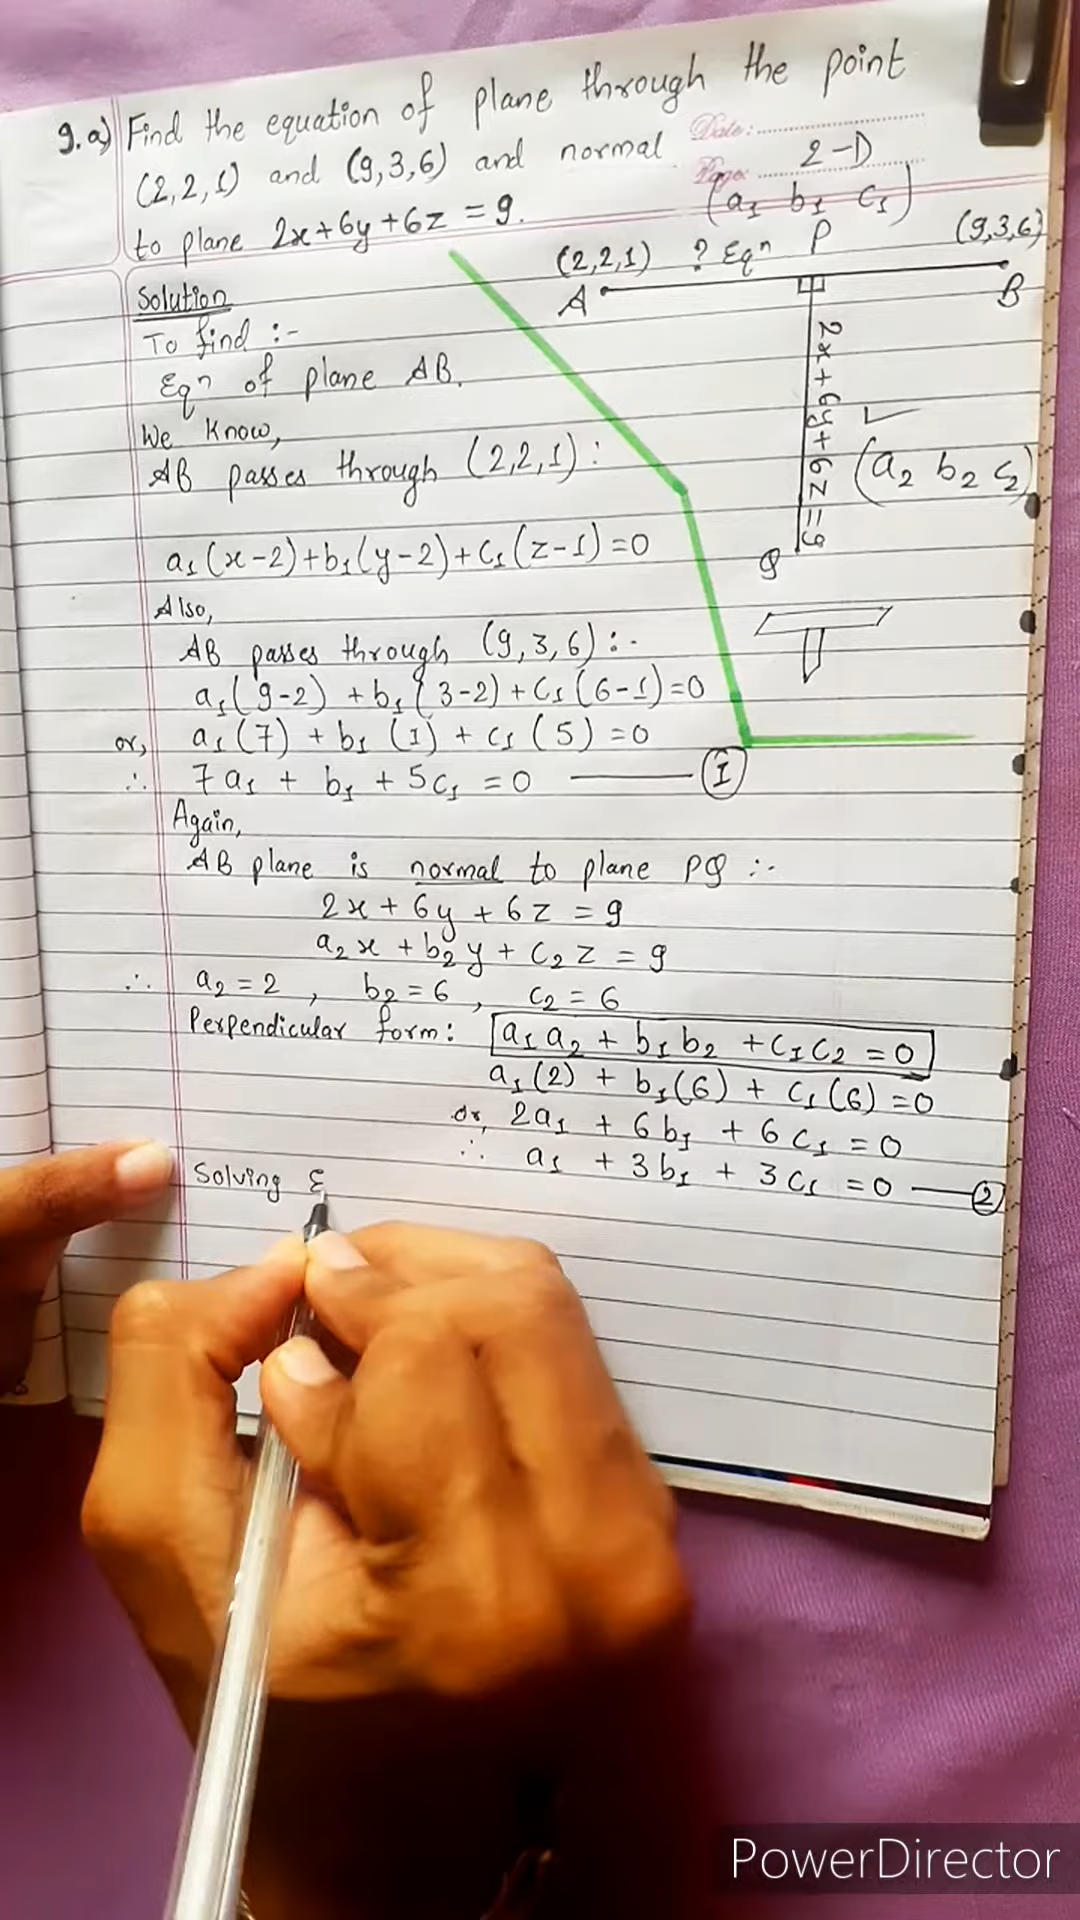 9.a) Find the equation of plane through the point
(2,2,1) and (9,3,6) and normal
to plane 2x+6y+6z = 9.
Date:
Page:
2-D
(a₁ b₁ c₁)
(2,2,1) ? Eqⁿ P (9,3,6)
A B
2x+6y+6z=9
(a₂ b₂ c₂)
Q
Solution
To find :-
Eqⁿ of plane AB.
We Know,
AB passes through (2,2,1) :
a₁(x-2)+b₁(y-2)+c₁(z-1)=0
Also,
AB passes through (9,3,6) :-
a₁(9-2) + b₁(3-2)+c₁(6-1)=0
or, a₁(7) + b₁(1) + c₁(5) = 0
∴ 7a₁ + b₁ + 5c₁ = 0 — I
Again,
AB plane is normal to plane PQ :-
2x + 6y + 6z = 9
a₂x + b₂y + c₂z = 9
∴ a₂ = 2 , b₂ = 6 , c₂ = 6
Perpendicular form: a₁a₂ + b₁b₂ + c₁c₂ = 0
a₁(2) + b₁(6) + c₁(6) = 0
or, 2a₁ + 6b₁ + 6c₁ = 0
∴ a₁ + 3b₁ + 3c₁ = 0 — 2
Solving E
PowerDirector